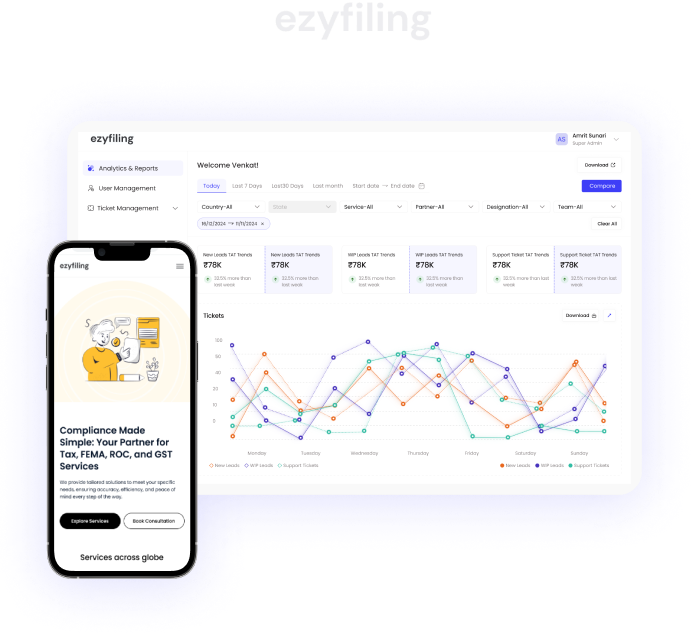 ezyfiling
ezyfiling
AS Amrit Sunari
Super Admin
Analytics & Reports
User Management
Ticket Management
Welcome Venkat!
Download
Today Last 7 Days Last30 Days Last month Start date → End date
Compare
Country-All State Service-All Partner-All Designation-All Team-All
16/12/2024 → 11/11/2024 ×
Clear All
New Leads TAT Trends New Leads TAT Trends WIP Leads TAT Trends WIP Leads TAT Trends Support Ticket TAT Trends Support Ticket TAT Trends
₹78K ₹78K ₹78K ₹78K ₹78K ₹78K
32.5% more than 32.5% more than 32.5% more than 32.5% more than 32.5% more than last 32.5% more than last
last week last week last week last week week week
Tickets
Download
100
50
40
20
10
0
Monday Tuesday Wednesday Thursday Friday Saturday Sunday
New Leads WIP Leads Support Tickets
New Leads WIP Leads Support Tickets
ezyfiling
Compliance Made
Simple: Your Partner for
Tax, FEMA, ROC, and GST
Services
We provide tailored solutions to meet your specific
needs, ensuring accuracy, efficiency, and peace of
mind every step of the way.
Explore Services Book Consultation
Services across globe